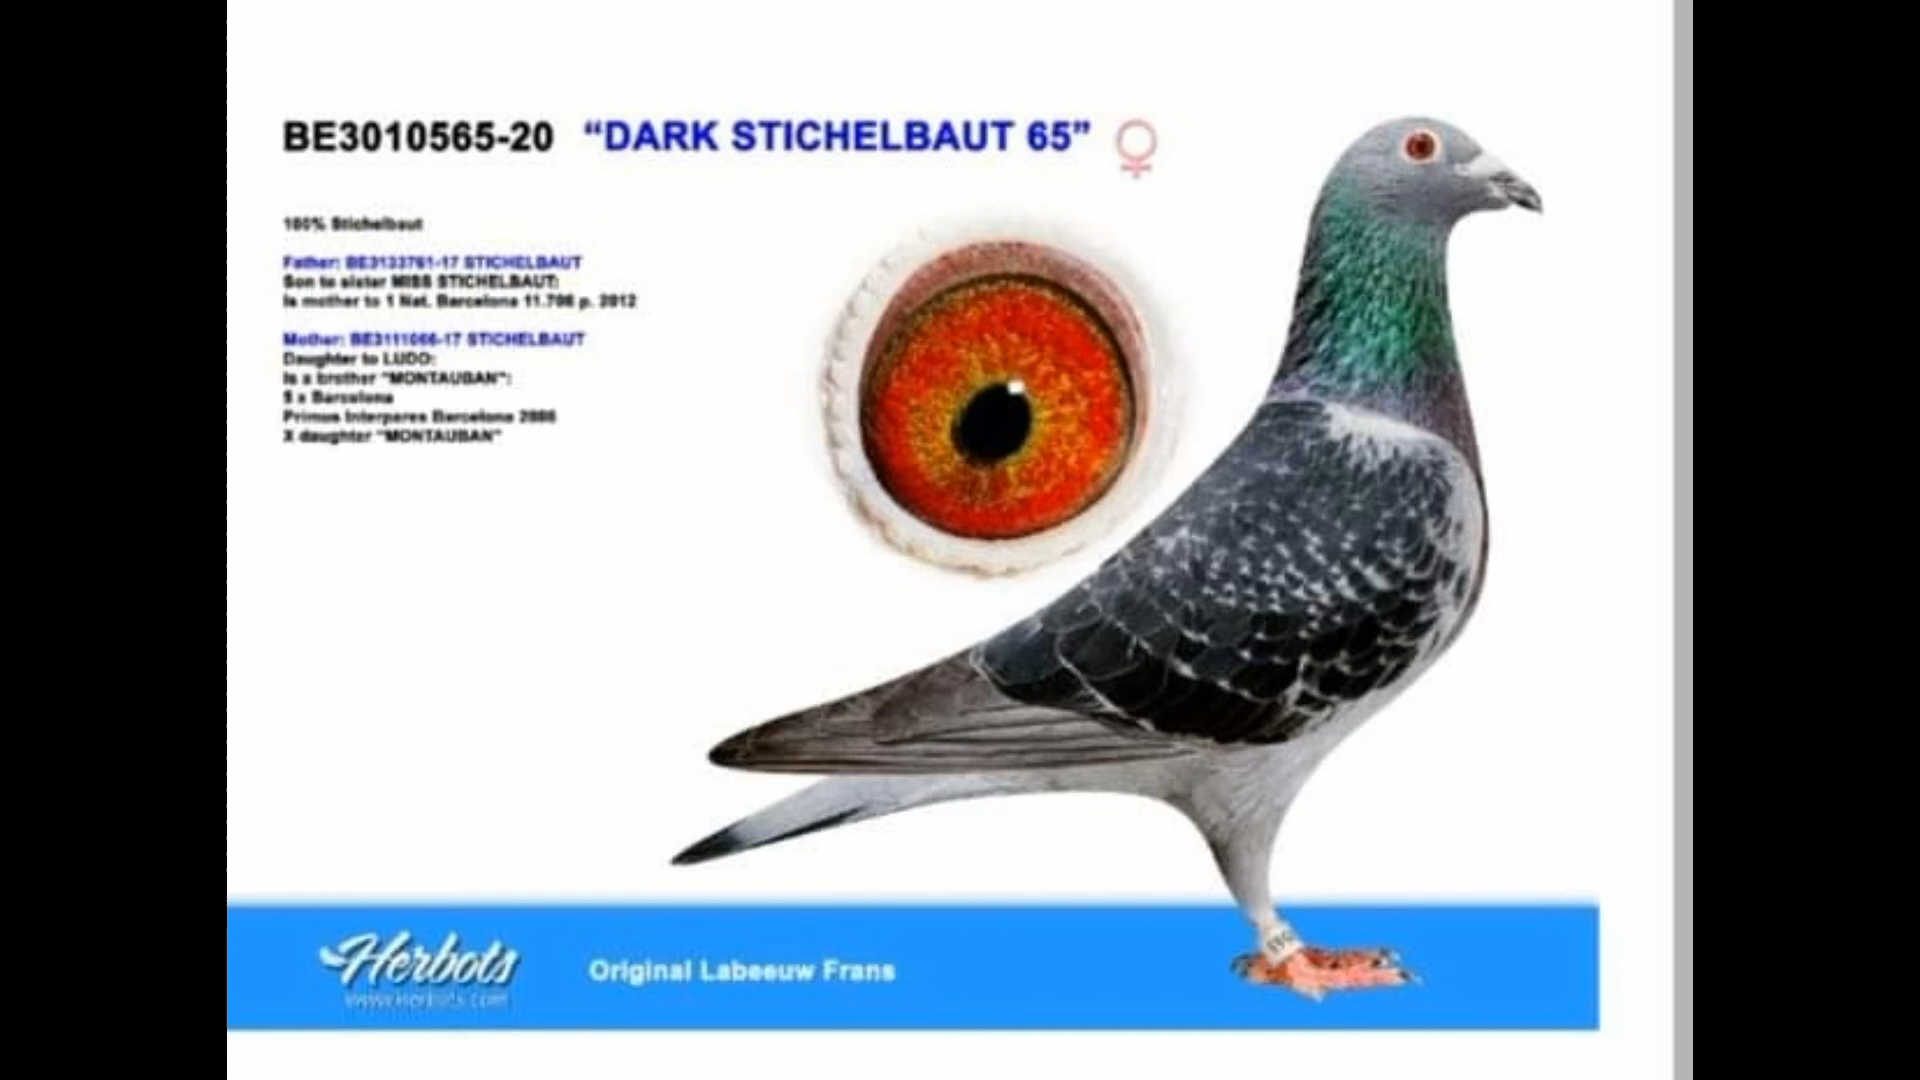 BE3010565-20 “DARK STICHELBAUT 65” ♀
100% Stichelbaut
Father: BE3133761-17 STICHELBAUT
Son to sister MISS STICHELBAUT:
Is mother to 1 Nat. Barcelona 11.706 p. 2012
Mother: BE3111066-17 STICHELBAUT
Daughter to LUDO:
Is a brother "MONTAUBAN":
5 x Barcelona
Primus Interpares Barcelona
X daughter "MONTAUBAN"
Herbots
www.herbots.com
Original Labeeuw Frans